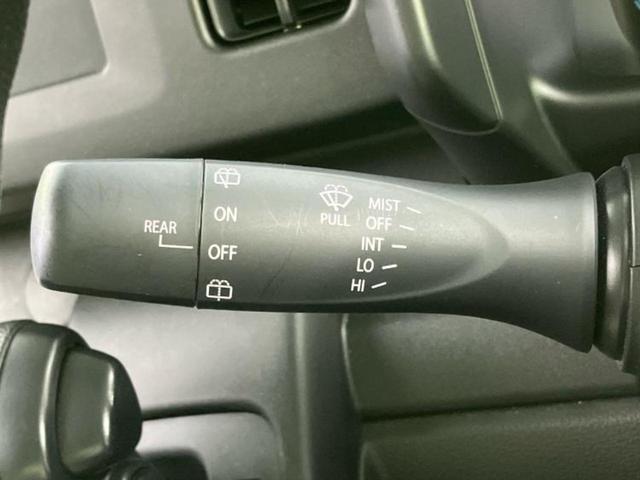 REAR
ON
OFF
PULL
MIST
OFF
INT
LO
HI